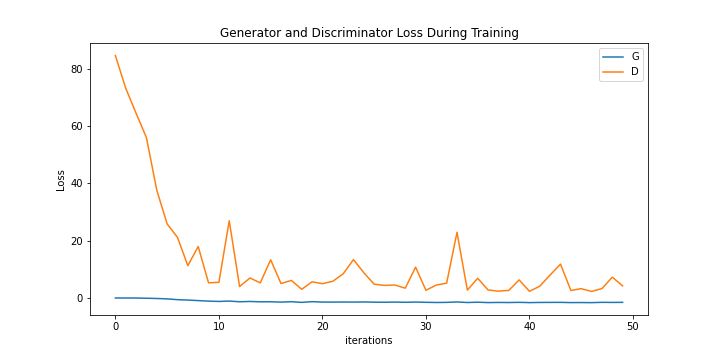 Generator and Discriminator Loss During Training
G
D
80
60
40
20
0
Loss
0 10 20 30 40 50
iterations